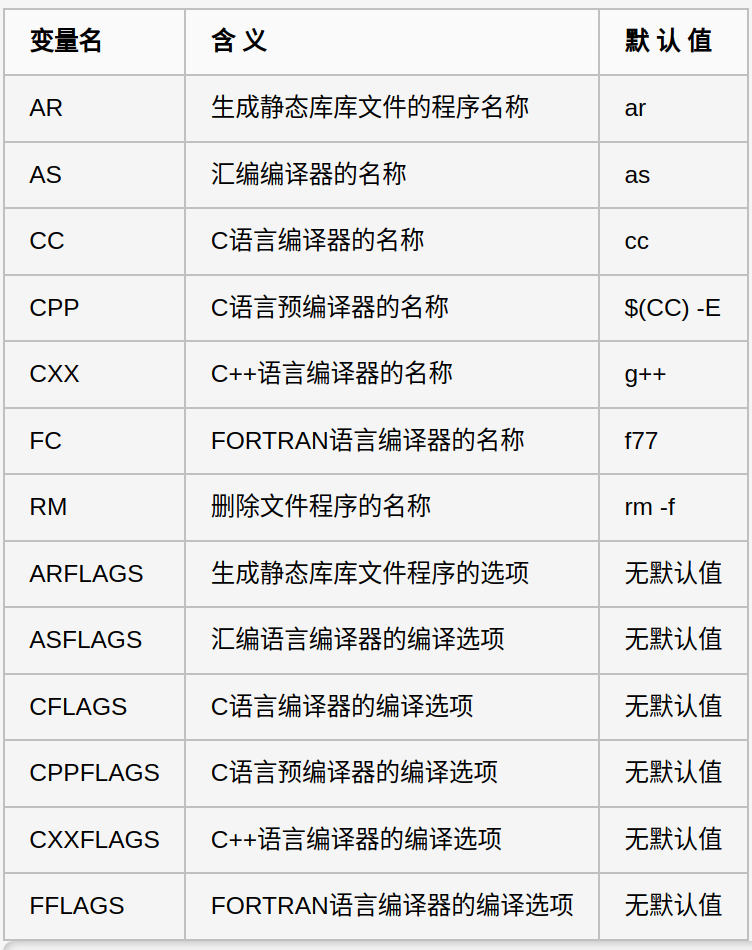 变量名 含 义 默 认 值
AR 生成静态库库文件的程序名称 ar
AS 汇编编译器的名称 as
CC C语言编译器的名称 cc
CPP C语言预编译器的名称 $(CC) -E
CXX C++语言编译器的名称 g++
FC FORTRAN语言编译器的名称 f77
RM 删除文件程序的名称 rm -f
ARFLAGS 生成静态库库文件程序的选项 无默认值
ASFLAGS 汇编语言编译器的编译选项 无默认值
CFLAGS C语言编译器的编译选项 无默认值
CPPFLAGS C语言预编译器的编译选项 无默认值
CXXFLAGS C++语言编译器的编译选项 无默认值
FFLAGS FORTRAN语言编译器的编译选项 无默认值